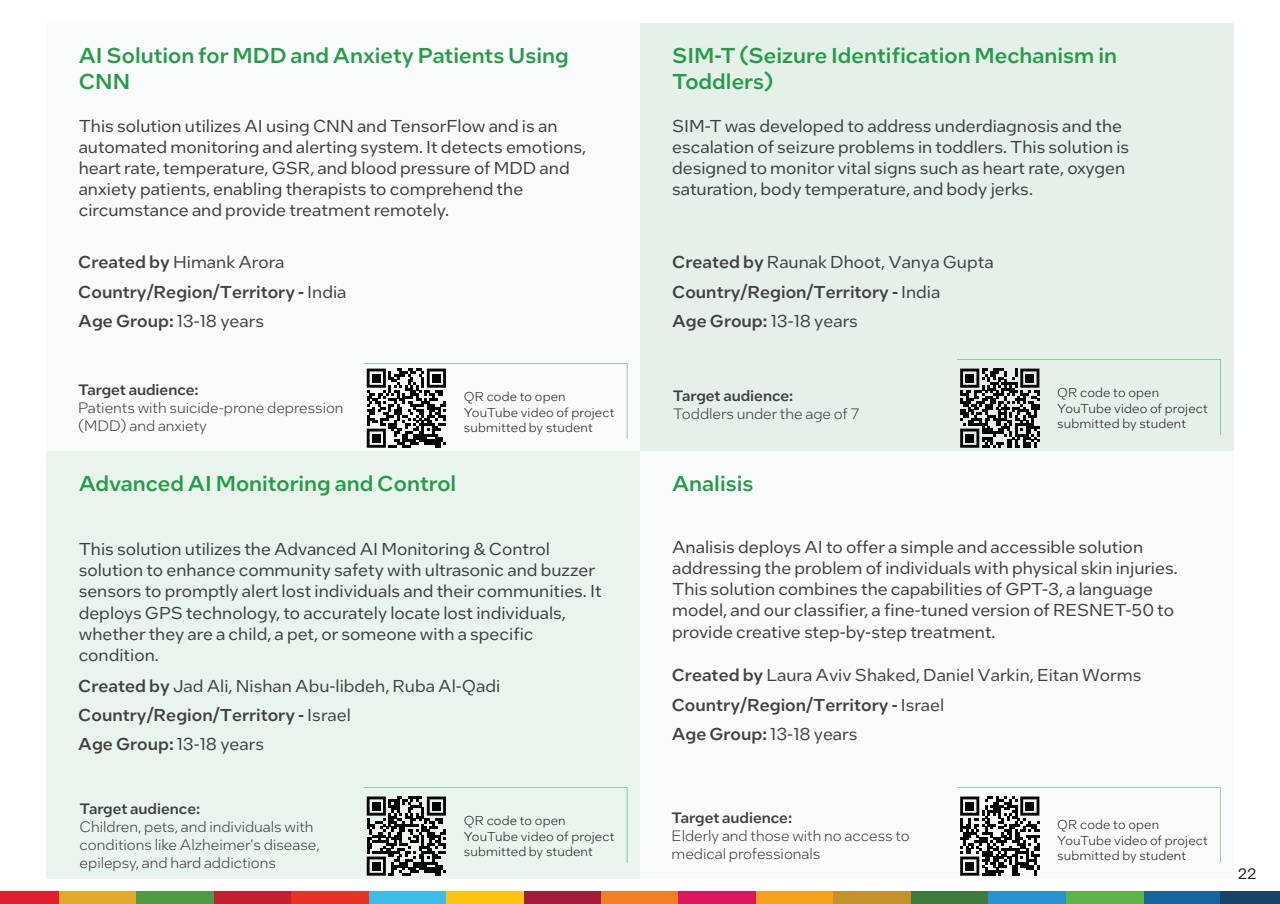 AI Solution for MDD and Anxiety Patients Using
CNN
This solution utilizes AI using CNN and TensorFlow and is an
automated monitoring and alerting system. It detects emotions,
heart rate, temperature, GSR, and blood pressure of MDD and
anxiety patients, enabling therapists to comprehend the
circumstance and provide treatment remotely.
Created by Himank Arora
Country/Region/Territory - India
Age Group: 13-18 years
Target audience:
Patients with suicide-prone depression
(MDD) and anxiety
QR code to open
YouTube video of project
submitted by student
SIM-T (Seizure Identification Mechanism in
Toddlers)
SIM-T was developed to address underdiagnosis and the
escalation of seizure problems in toddlers. This solution is
designed to monitor vital signs such as heart rate, oxygen
saturation, body temperature, and body jerks.
Created by Raunak Dhoot, Vanya Gupta
Country/Region/Territory - India
Age Group: 13-18 years
Target audience:
Toddlers under the age of 7
QR code to open
YouTube video of project
submitted by student
Advanced AI Monitoring and Control
This solution utilizes the Advanced AI Monitoring & Control
solution to enhance community safety with ultrasonic and buzzer
sensors to promptly alert lost individuals and their communities. It
deploys GPS technology, to accurately locate lost individuals,
whether they are a child, a pet, or someone with a specific
condition.
Created by Jad Ali, Nishan Abu-libdeh, Ruba Al-Qadi
Country/Region/Territory - Israel
Age Group: 13-18 years
Target audience:
Children, pets, and individuals with
conditions like Alzheimer's disease,
epilepsy, and hard addictions
QR code to open
YouTube video of project
submitted by student
Analisis
Analisis deploys AI to offer a simple and accessible solution
addressing the problem of individuals with physical skin injuries.
This solution combines the capabilities of GPT-3, a language
model, and our classifier, a fine-tuned version of RESNET-50 to
provide creative step-by-step treatment.
Created by Laura Aviv Shaked, Daniel Varkin, Eitan Worms
Country/Region/Territory - Israel
Age Group: 13-18 years
Target audience:
Elderly and those with no access to
medical professionals
QR code to open
YouTube video of project
submitted by student
22